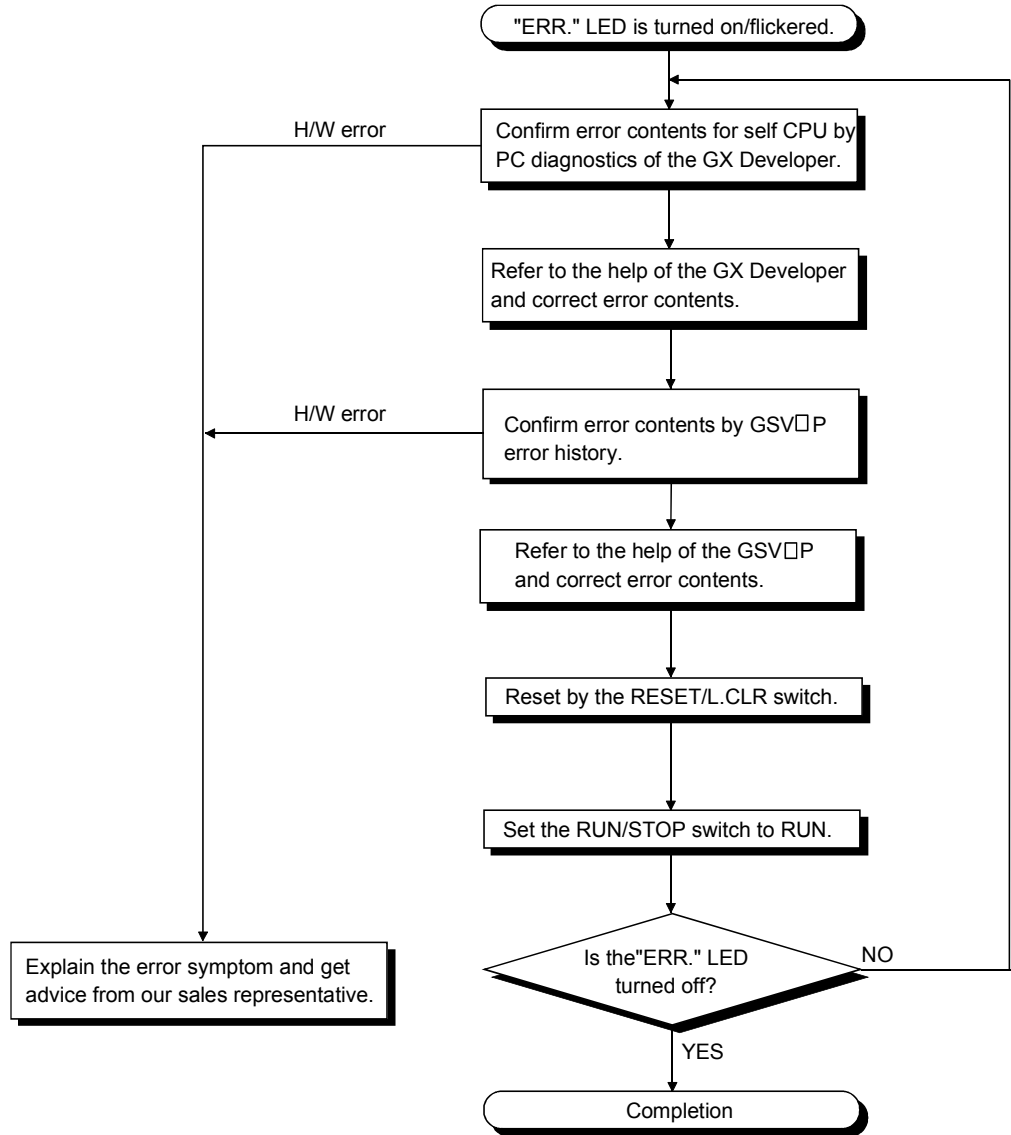 "ERR." LED is turned on/flickered.
H/W error
Confirm error contents for self CPU by
PC diagnostics of the GX Developer.
Refer to the help of the GX Developer
and correct error contents.
H/W error
Confirm error contents by GSV□P
error history.
Refer to the help of the GSV□P
and correct error contents.
Reset by the RESET/L.CLR switch.
Set the RUN/STOP switch to RUN.
Is the"ERR." LED
turned off?
NO
Explain the error symptom and get
advice from our sales representative.
YES
Completion